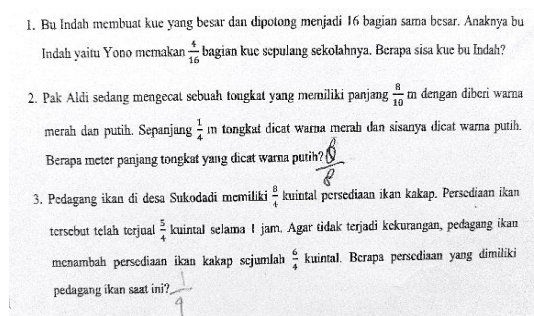 1. Bu Indah membuat kue yang besar dan dipotong menjadi 16 bagian sama besar. Anaknya bu
Indah yaitu Yono memakan 4/16 bagian kue sepulang sekolahnya. Berapa sisa kue bu Indah?
2. Pak Aldi sedang mengecat sebuah tongkat yang memiliki panjang 8/10 m dengan diberi warna
merah dan putih. Sepanjang 1/4 m tongkat dicat warna merah dan sisanya dicat warna putih.
Berapa meter panjang tongkat yang dicat warna putih?
3. Pedagang ikan di desa Sukodadi memiliki 8/4 kuintal persediaan ikan kakap. Persediaan ikan
tersebut telah terjual 5/4 kuintal selama 1 jam. Agar tidak terjadi kekurangan, pedagang ikan
menambah persediaan ikan kakap sejumlah 6/4 kuintal. Berapa persediaan yang dimiliki
pedagang ikan saat ini? 1/9